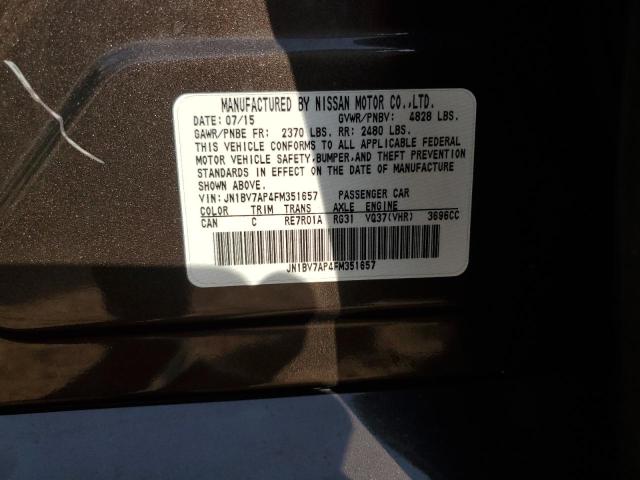 MANUFACTURED BY NISSAN MOTOR CO.,LTD.
DATE: 07/15 GVWR/PNBV: 4828 LBS.
GAWR/PNBE FR: 2370 LBS. RR: 2480 LBS.
THIS VEHICLE CONFORMS TO ALL APPLICABLE FEDERAL
MOTOR VEHICLE SAFETY,BUMPER,AND THEFT PREVENTION
STANDARDS IN EFFECT ON THE DATE OF MANUFACTURE
SHOWN ABOVE.
VIN: JN1BV7AP4FM351657 PASSENGER CAR
COLOR TRIM TRANS AXLE ENGINE
CAN C RE7R01A RG31 VQ37(VHR) 3696CC
JN1BV7AP4FM351657